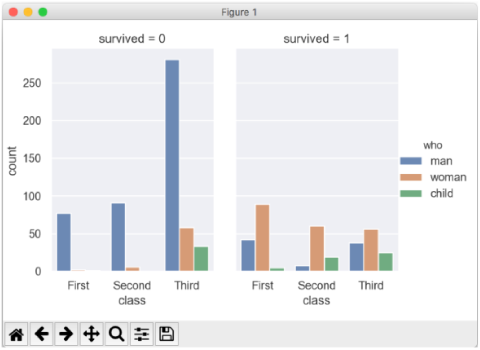 Figure 1
survived = 0
survived = 1
count
250
200
150
100
50
0
First
Second
Third
class
First
Second
Third
class
who
man
woman
child